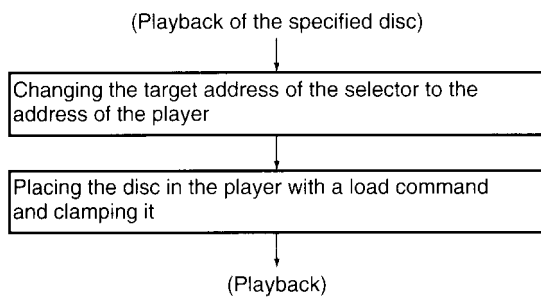 (Playback of the specified disc)
Changing the target address of the selector to the
address of the player
Placing the disc in the player with a load command
and clamping it
(Playback)